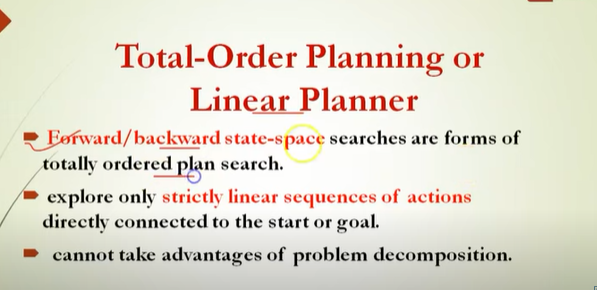 Total-Order Planning or
Linear Planner
Forward/backward state-space searches are forms of
totally ordered plan search.
explore only strictly linear sequences of actions
directly connected to the start or goal.
cannot take advantages of problem decomposition.